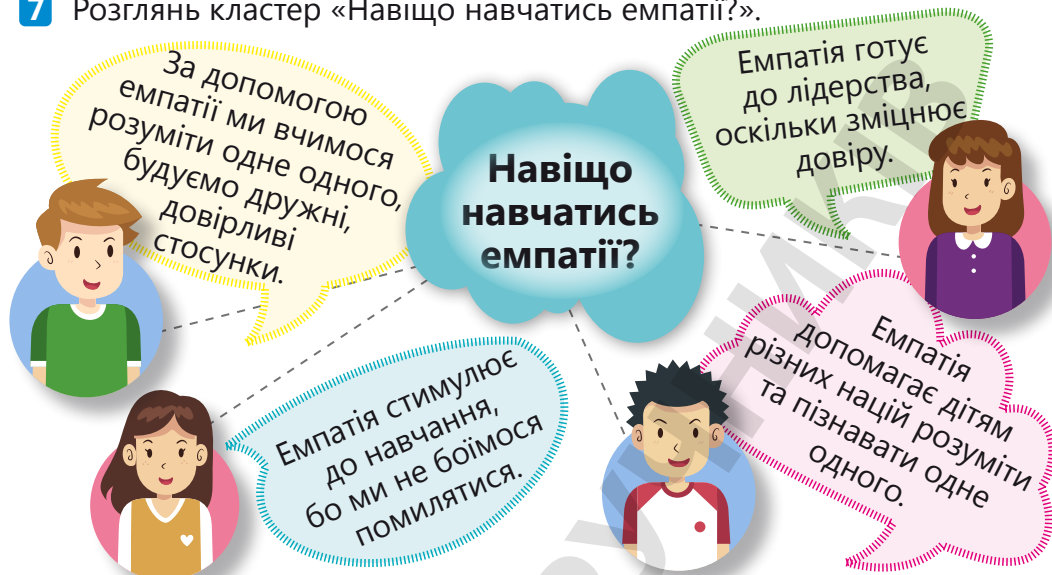 7 Розглянь кластер «Навіщо навчатись емпатії?».
За допомогою
емпатії ми вчимося
розуміти одне одного,
будуємо дружні,
довірливі
стосунки.
Навіщо
навчатись
емпатії?
Емпатія готує
до лідерства,
оскільки зміцнює
довіру.
Емпатія стимулює
до навчання,
бо ми не боїмося
помилятися.
Емпатія
допомагає дітям
різних націй розуміти
та пізнавати одне
одного.